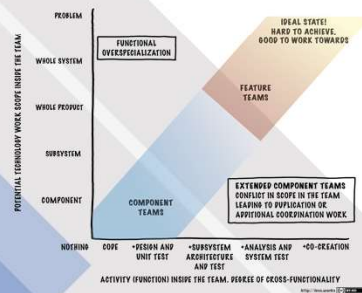 PROBLEM
IDEAL STATE!
HARD TO ACHIEVE,
GOOD TO WORK TOWARDS
FUNCTIONAL
OVERSPECIALIZATION
WHOLE SYSTEM
FEATURE
TEAMS
WHOLE PRODUCT
POTENTIAL TECHNOLOGY WORK SCOPE INSIDE THE TEAM
SUBSYSTEM
EXTENDED COMPONENT TEAMS
CONFLICT IN SCOPE IN THE TEAM
LEADING TO DUPLICATION OR
ADDITIONAL COORDINATION WORK
COMPONENT
COMPONENT
TEAMS
NOTHING
CODE
+DESIGN AND
UNIT TEST
+SUBSYSTEM
ARCHITECTURE
AND TEST
+ANALYSIS AND
SYSTEM TEST
+CO-CREATION
ACTIVITY (FUNCTION) INSIDE THE TEAM. DEGREE OF CROSS-FUNCTIONALITY